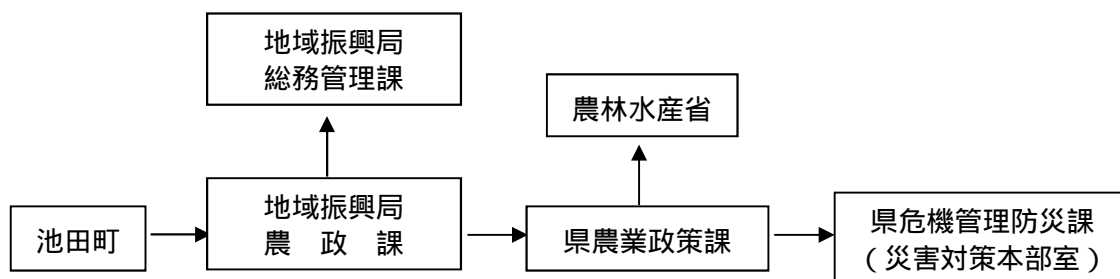 地域振興局
総務管理課
農林水産省
池田町
地域振興局
農 政 課
県農業政策課
県危機管理防災課
（災害対策本部室）